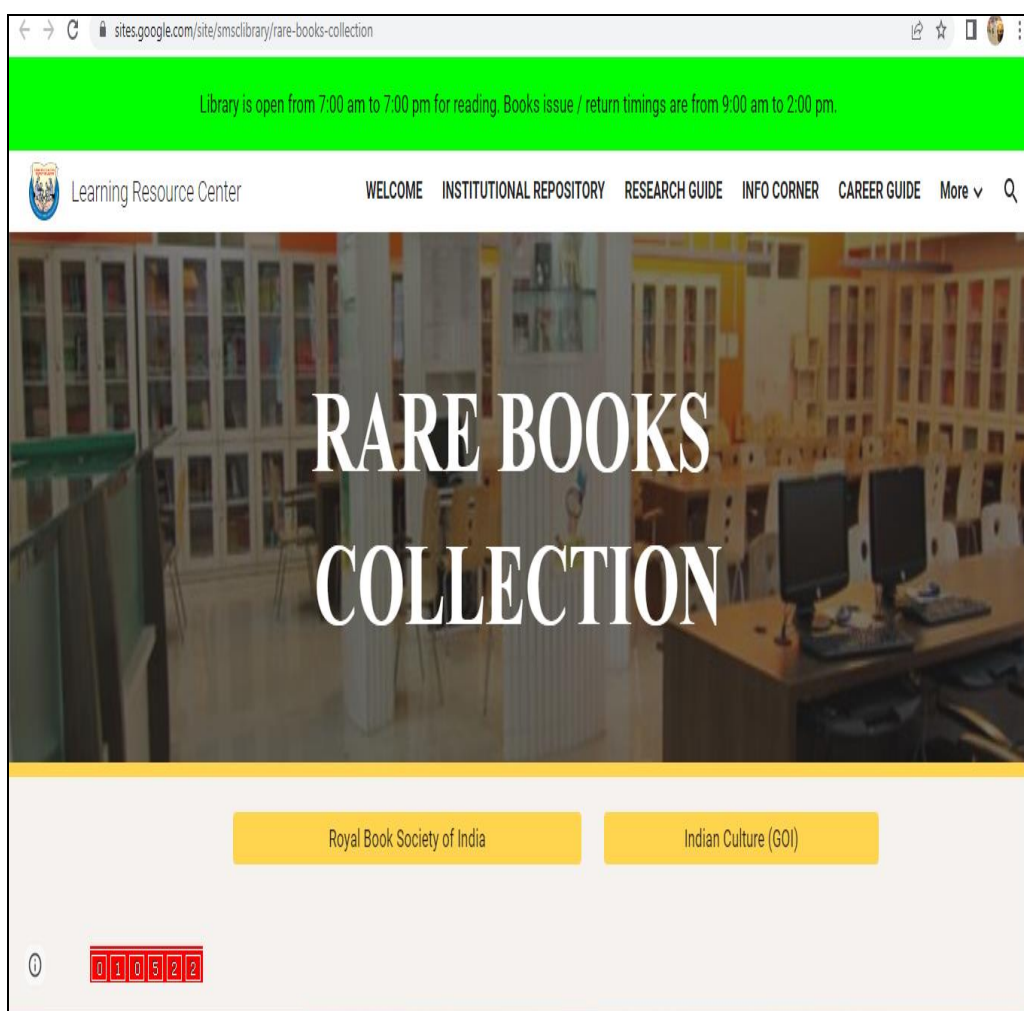 sites.google.com/site/smsclibrary/rare-books-collection
Library is open from 7:00 am to 7:00 pm for reading. Books issue / return timings are from 9:00 am to 2:00 pm.
Learning Resource Center WELCOME INSTITUTIONAL REPOSITORY RESEARCH GUIDE INFO CORNER CAREER GUIDE More
RARE BOOKS
COLLECTION
Royal Book Society of India Indian Culture (GOI)
010522